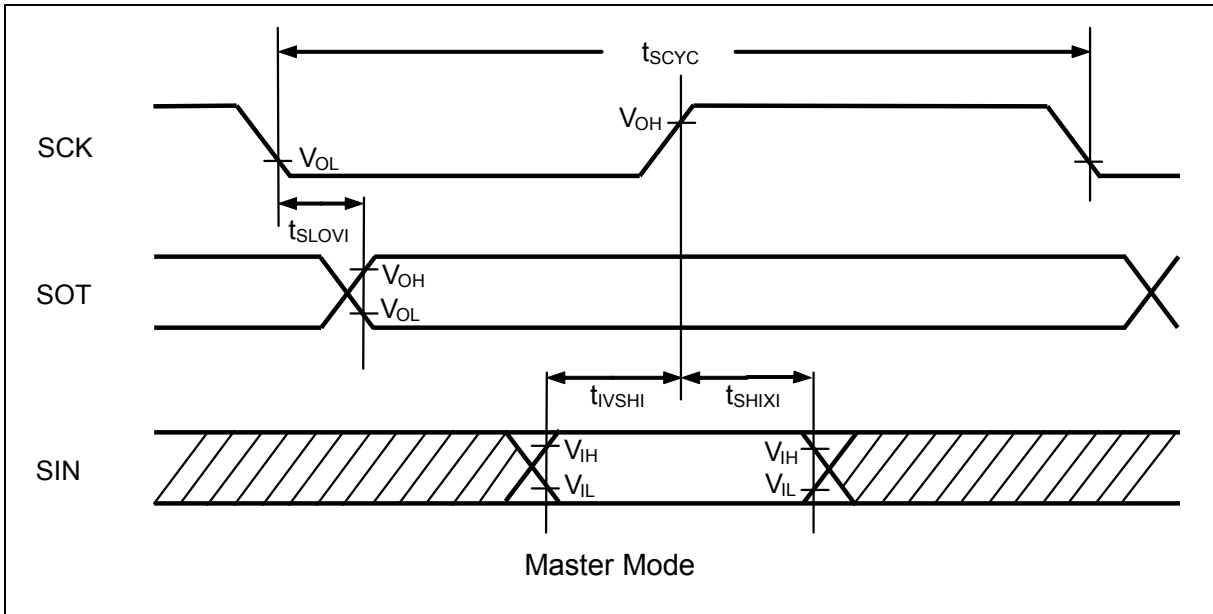 tSCYC
SCK
VOH
VOL
tSLOVI
SOT
VOH
VOL
tIVSHI
tSHIXI
SIN
VIH
VIH
VIL
VIL
Master Mode